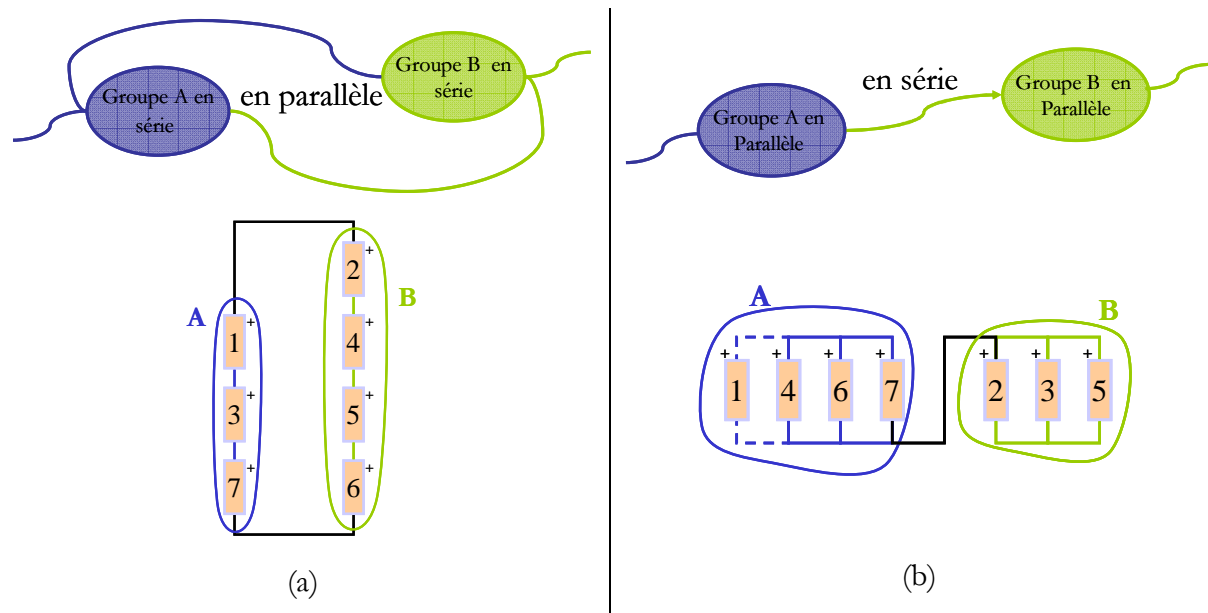 Groupe A en
série
en parallèle
Groupe B en
série
A
B
+
1
+
3
+
7
+
2
+
4
+
5
+
6
(a)
Groupe A en
Parallèle
en série
Groupe B en
Parallèle
A
B
+ + + +
1 4 6 7
+ + +
2 3 5
(b)